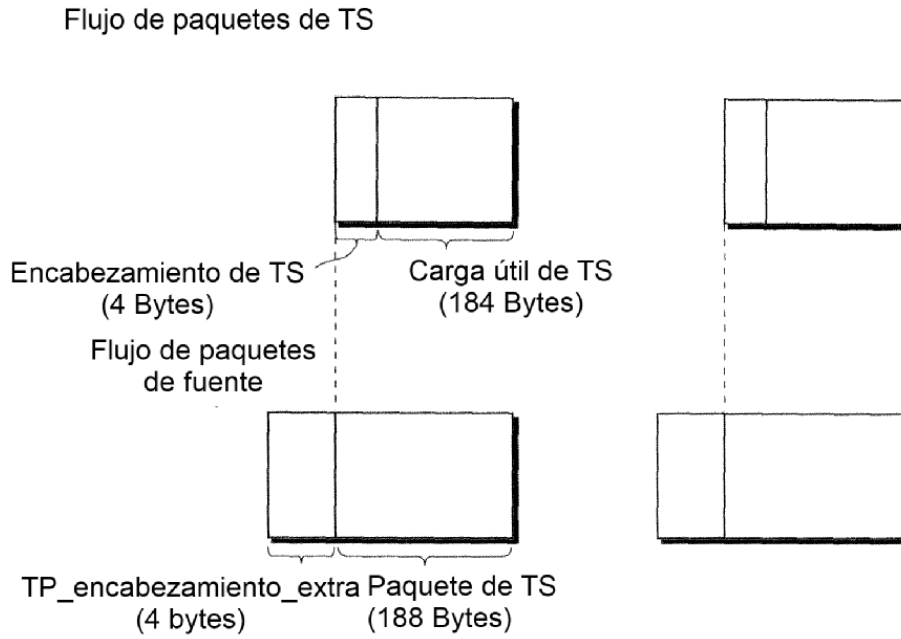 Flujo de paquetes de TS
Encabezamiento de TS
(4 Bytes)
Carga útil de TS
(184 Bytes)
Flujo de paquetes
de fuente
TP_encabezamiento_extra
(4 bytes)
Paquete de TS
(188 Bytes)